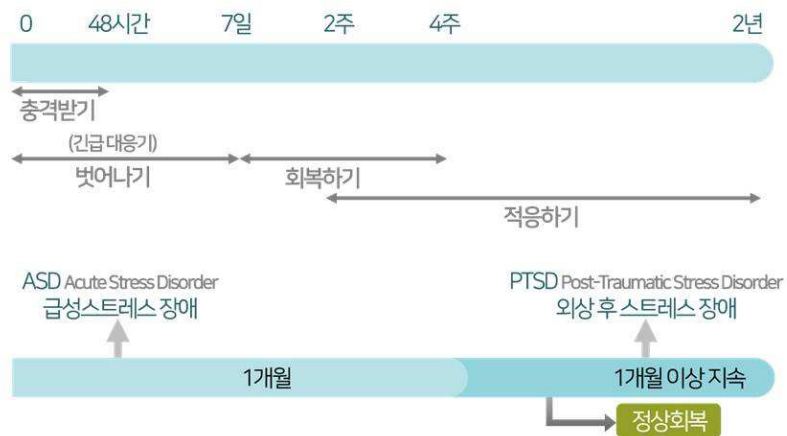 0 48시간 7일 2주 4주 2년
충격받기
(긴급 대응기)
벗어나기 회복하기
적응하기
ASD Acute Stress Disorder PTSD Post-Traumatic Stress Disorder
급성스트레스 장애 외상 후 스트레스 장애
1개월 1개월 이상 지속
정상회복